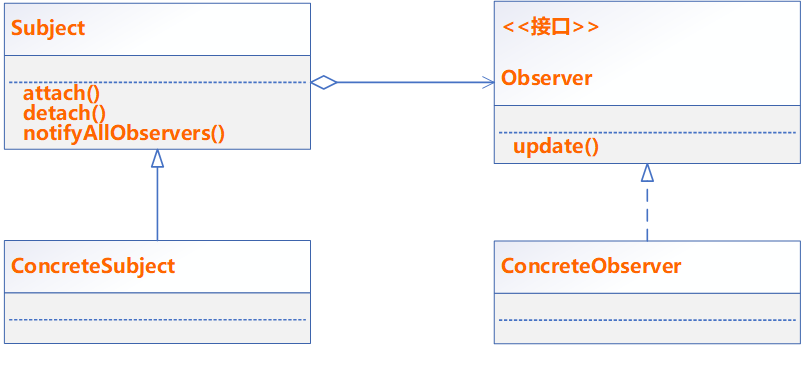 Subject
attach()
detach()
notifyAllObservers()
<<接口>>
Observer
update()
ConcreteSubject
ConcreteObserver